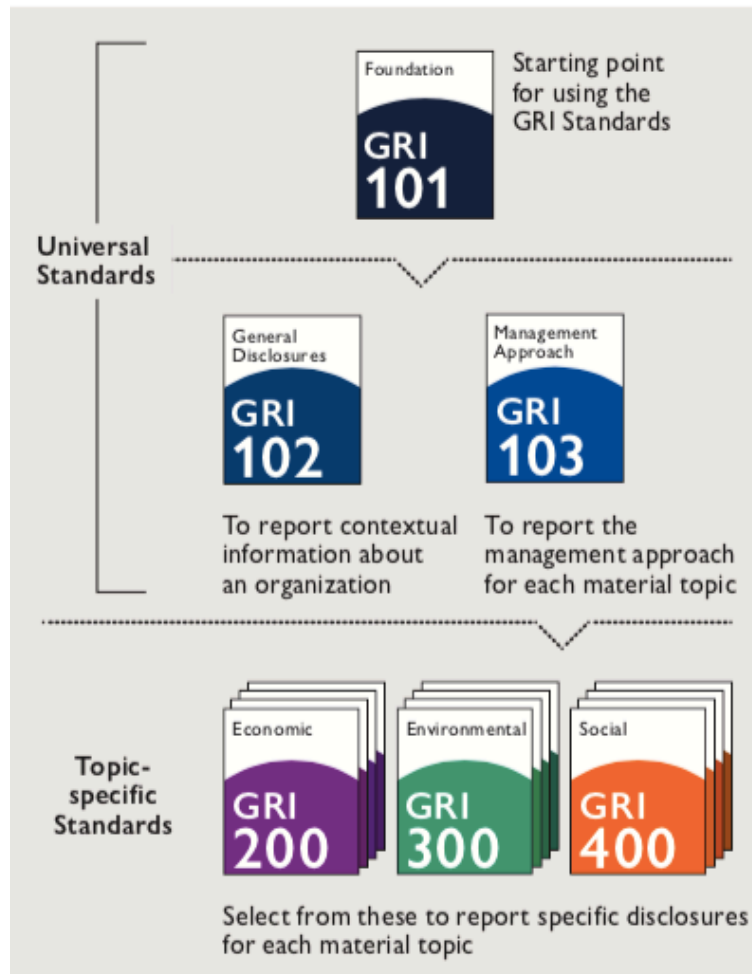 Foundation
GRI
101
Starting point
for using the
GRI Standards
Universal
Standards
General
Disclosures
GRI
102
To report contextual
information about
an organization
Management
Approach
GRI
103
To report the
management approach
for each material topic
Topic-
specific
Standards
Economic
GRI
200
Environmental
GRI
300
Social
GRI
400
Select from these to report specific disclosures
for each material topic